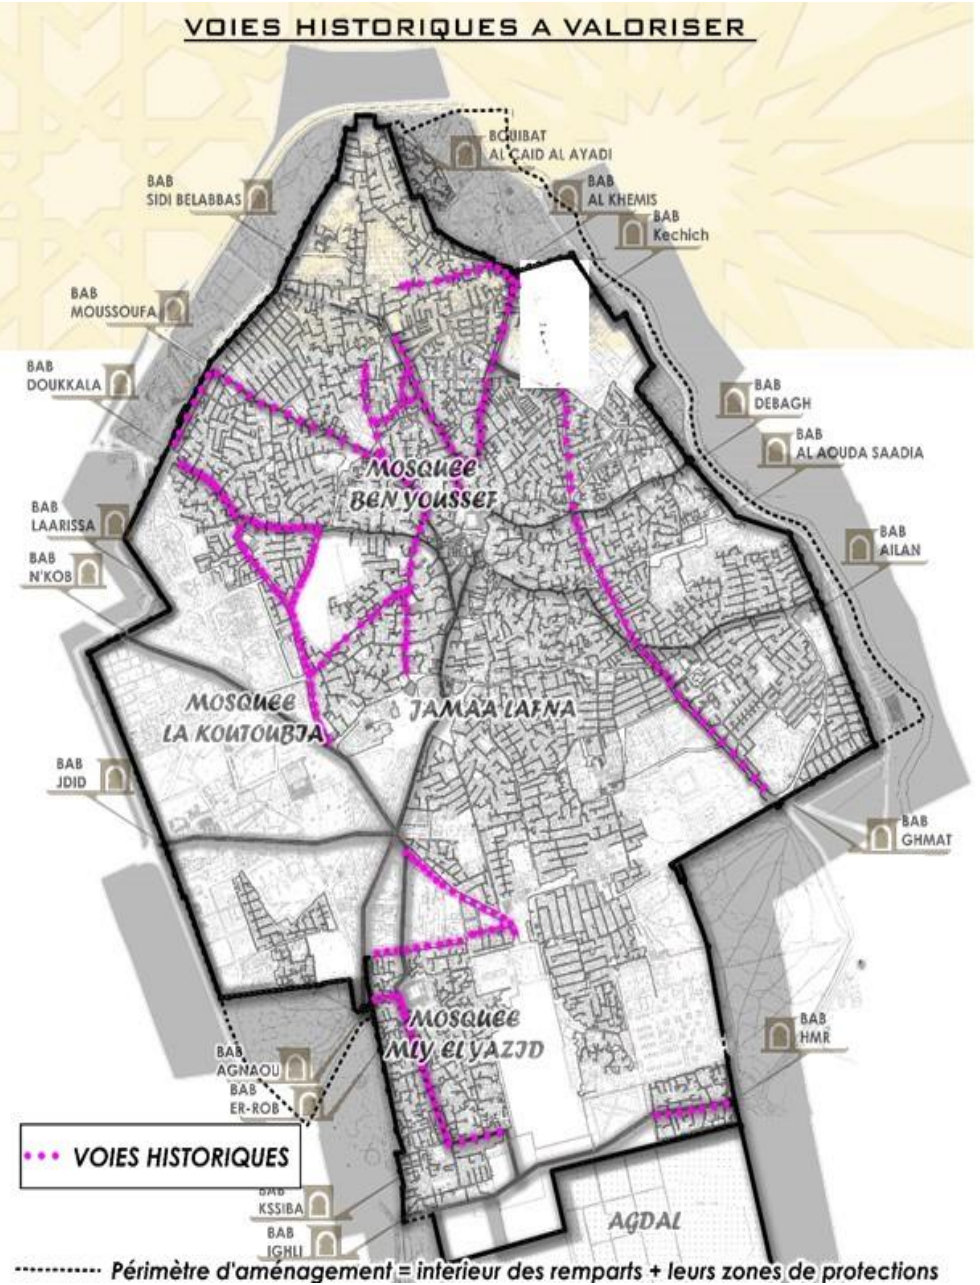 VOIES HISTORIQUES A VALORISER
BOUIBAT
AL CAID AL AYADI
BAB
SIDI BELABBAS
BAB
AL KHEMIS
BAB
Kechich
BAB
MOUSSOUFA
BAB
DOUKKALA
BAB
DEBAGH
BAB
AL AOUDA SAADIA
MOSQUEE
BEN YOUSSEF
BAB
LAARISSA
BAB
N'KOB
BAB
AILAN
MOSQUEE
LA KOUTOUBIA
JAMAA LAFNA
BAB
JDID
BAB
GHMAT
MOSQUEE
MLY EL YAZID
BAB
HMR
BAB
AGNAOU
BAB
ER-ROB
VOIES HISTORIQUES
BAB
KSSIBA
BAB
IGHLI
AGDAL
Périmètre d'aménagement = interieur des remparts + leurs zones de protections